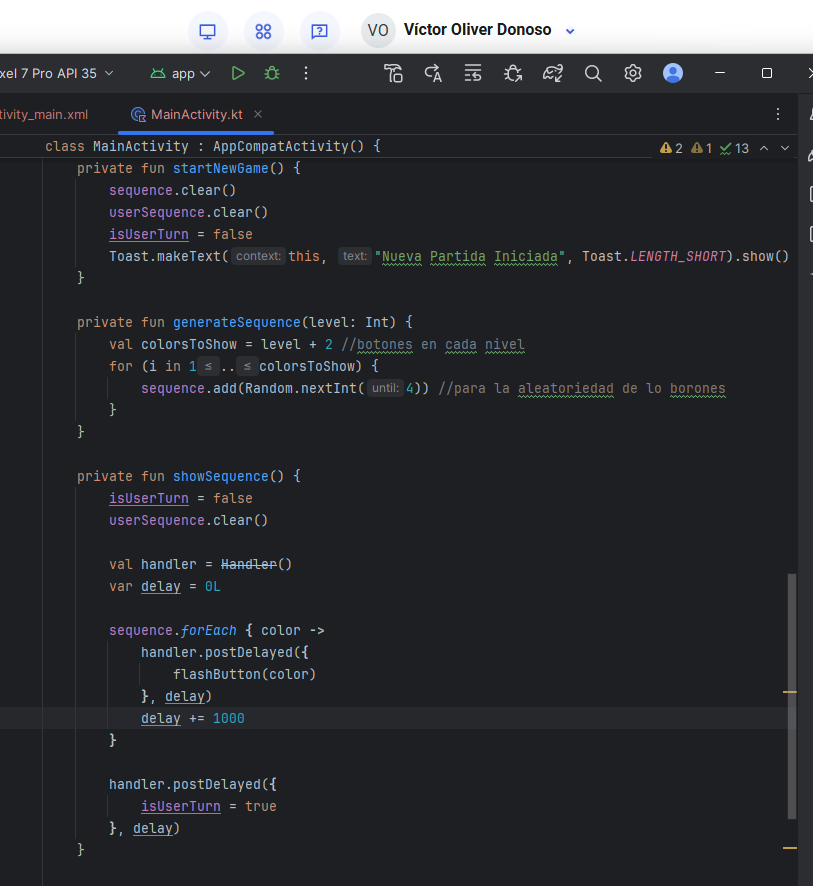 VO Víctor Oliver Donoso
xel 7 Pro API 35 app
tivity_main.xml MainActivity.kt
class MainActivity : AppCompatActivity() { 2 1 13
private fun startNewGame() {
sequence.clear()
userSequence.clear()
isUserTurn = false
Toast.makeText( context: this, text: "Nueva Partida Iniciada", Toast.LENGTH_SHORT).show()
}
private fun generateSequence(level: Int) {
val colorsToShow = level + 2 //botones en cada nivel
for (i in 1 ≤ .. ≤ colorsToShow) {
sequence.add(Random.nextInt( until: 4)) //para la aleatoriedad de lo borones
}
}
private fun showSequence() {
isUserTurn = false
userSequence.clear()
val handler = Handler()
var delay = 0L
sequence.forEach { color ->
handler.postDelayed({
flashButton(color)
}, delay)
delay += 1000
}
handler.postDelayed({
isUserTurn = true
}, delay)
}